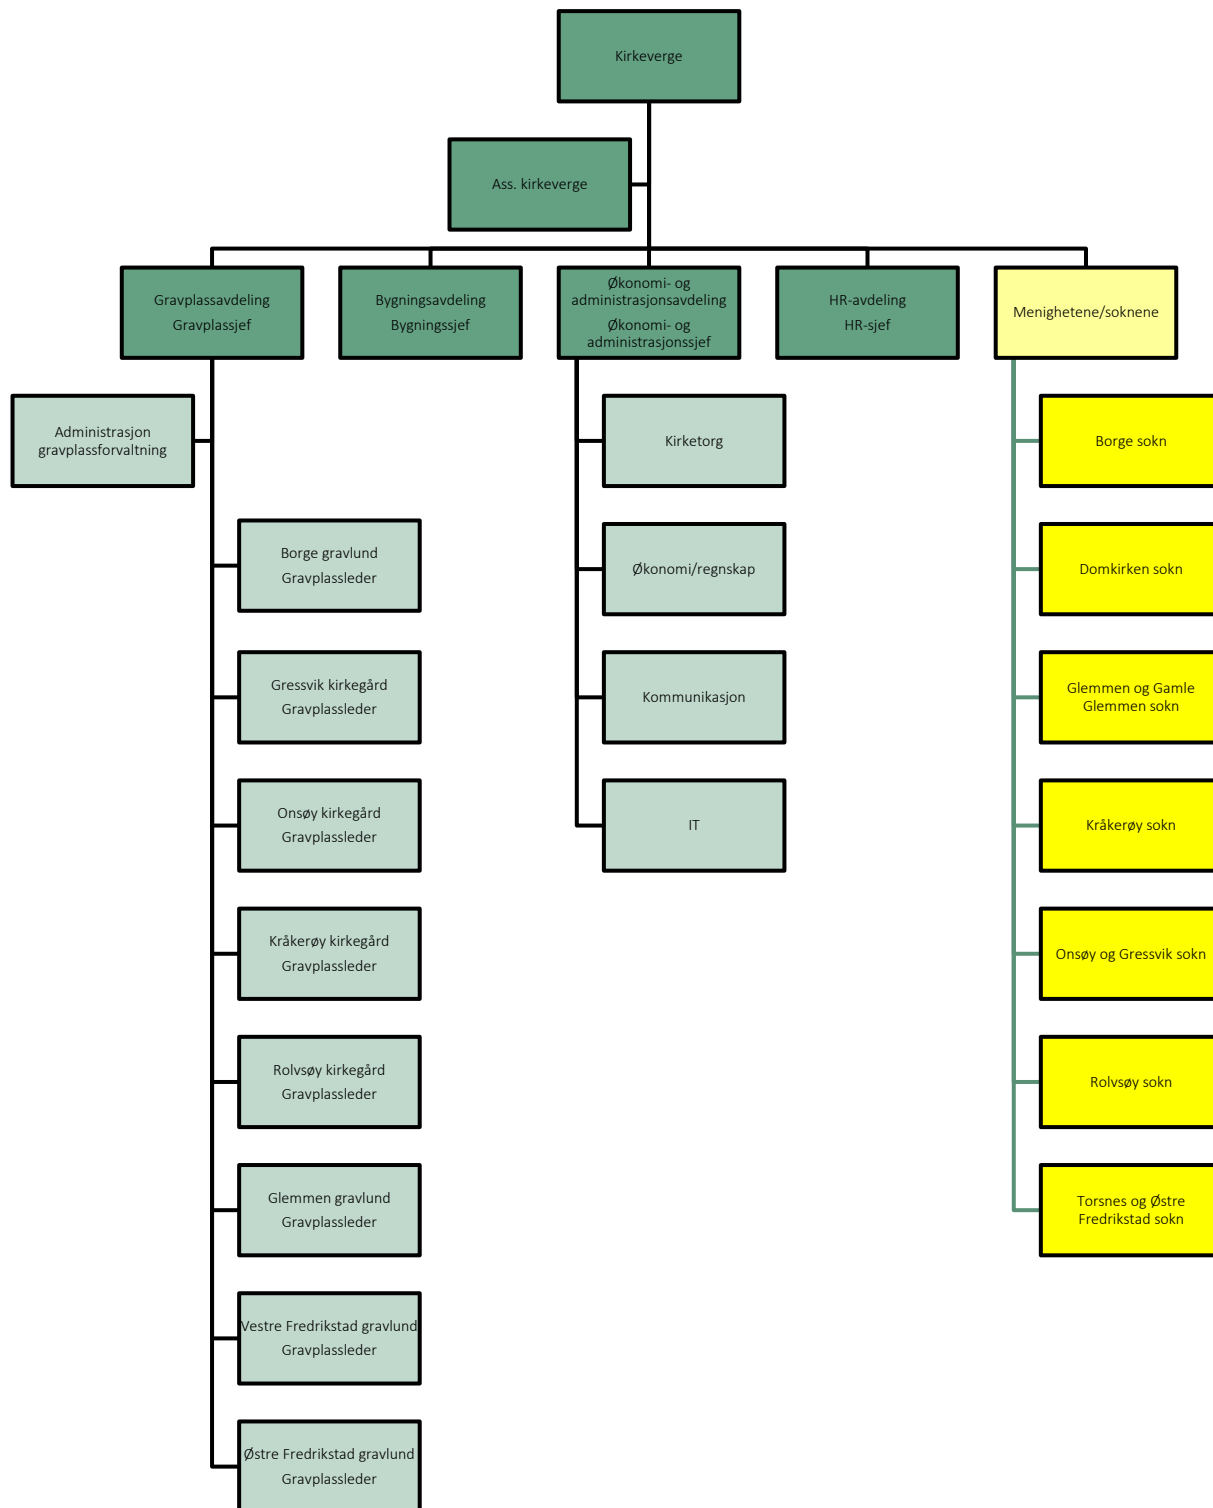 Kirkeverge
Ass. kirkeverge
Gravplassavdeling
Gravplassjef
Bygningsavdeling
Bygningssjef
Økonomi- og
administrasjonsavdeling
Økonomi- og
administrasjonssjef
HR-avdeling
HR-sjef
Menighetene/soknene
Administrasjon
gravplassforvaltning
Borge gravlund
Gravplassleder
Gressvik kirkegård
Gravplassleder
Onsøy kirkegård
Gravplassleder
Kråkerøy kirkegård
Gravplassleder
Rolvsøy kirkegård
Gravplassleder
Glemmen gravlund
Gravplassleder
Vestre Fredrikstad gravlund
Gravplassleder
Østre Fredrikstad gravlund
Gravplassleder
Kirketorg
Økonomi/regnskap
Kommunikasjon
IT
Borge sokn
Domkirken sokn
Glemmen og Gamle
Glemmen sokn
Kråkerøy sokn
Onsøy og Gressvik sokn
Rolvsøy sokn
Torsnes og Østre
Fredrikstad sokn